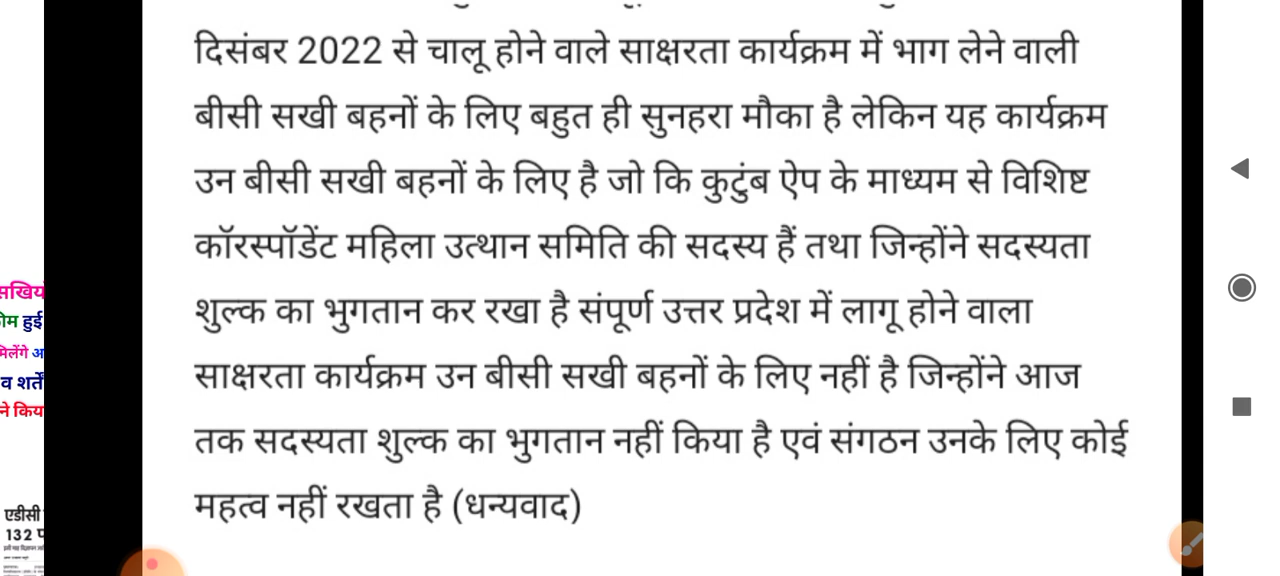 दिसंबर 2022 से चालू होने वाले साक्षरता कार्यक्रम में भाग लेने वाली
बीसी सखी बहनों के लिए बहुत ही सुनहरा मौका है लेकिन यह कार्यक्रम
उन बीसी सखी बहनों के लिए है जो कि कुटुंब ऐप के माध्यम से विशिष्ट
कॉरस्पॉडेंट महिला उत्थान समिति की सदस्य हैं तथा जिन्होंने सदस्यता
शुल्क का भुगतान कर रखा है संपूर्ण उत्तर प्रदेश में लागू होने वाला
साक्षरता कार्यक्रम उन बीसी सखी बहनों के लिए नहीं है जिन्होंने आज
तक सदस्यता शुल्क का भुगतान नहीं किया है एवं संगठन उनके लिए कोई
महत्व नहीं रखता है (धन्यवाद)
हुई
व शर्तें
ने किय
एडीसी
132